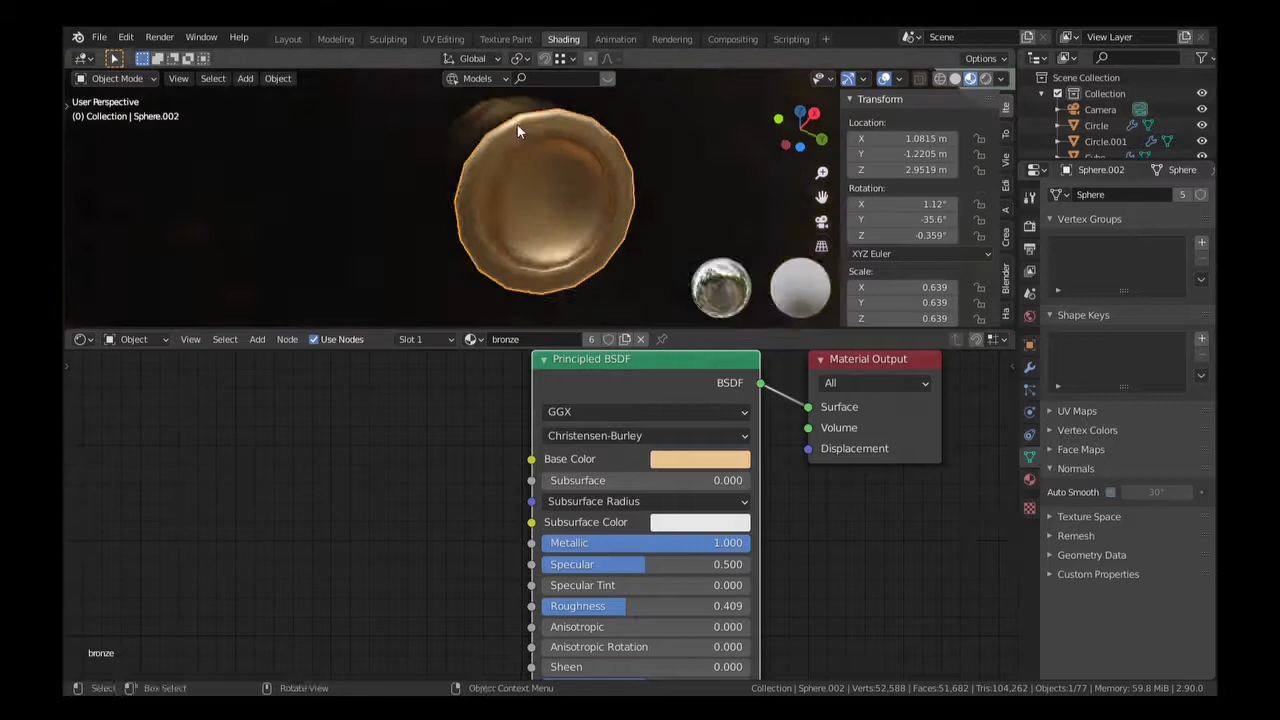 File Edit Render Window Help Layout Modeling Sculpting UV Editing Texture Paint Shading Animation Rendering Compositing Scripting + Scene View Layer
Global Options
Object Mode View Select Add Object Models
User Perspective
(0) Collection | Sphere.002
Transform
Location:
X 1.0815 m
Y -1.2205 m
Z 2.9519 m
Rotation:
X 1.12°
Y -35.6°
Z -0.359°
XYZ Euler
Scale:
X 0.639
Y 0.639
Z 0.639
Ite
To
Vie
Edi
A
Crea
Blender
Ha
Scene Collection
Collection
Camera
Circle
Circle.001
Cube
Sphere.002 Sphere
Sphere 5
Vertex Groups
Shape Keys
UV Maps
Vertex Colors
Face Maps
Normals
Auto Smooth 30°
Texture Space
Remesh
Geometry Data
Custom Properties
Object View Select Add Node Use Nodes Slot 1 bronze 6
Principled BSDF
BSDF
GGX
Christensen-Burley
Base Color
Subsurface 0.000
Subsurface Radius
Subsurface Color
Metallic 1.000
Specular 0.500
Specular Tint 0.000
Roughness 0.409
Anisotropic 0.000
Anisotropic Rotation 0.000
Sheen 0.000
Material Output
All
Surface
Volume
Displacement
bronze
Select Box Select Rotate View Object Context Menu Collection | Sphere.002 | Verts:52,588 | Faces:51,682 | Tris:104,262 | Objects:1/77 | Memory: 59.8 MiB | 2.90.0